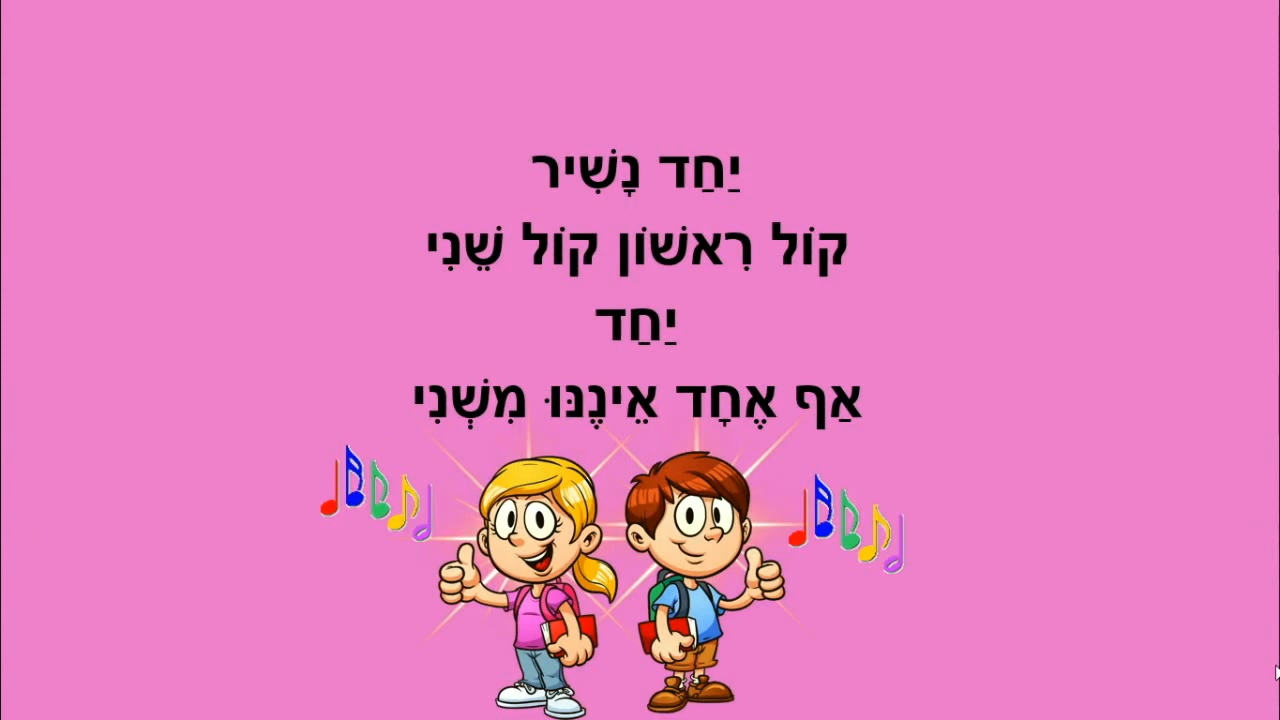 יַחַד נָשִׁיר
קוֹל רִאשׁוֹן קוֹל שֵׁנִי
יַחַד
אַף אֶחָד אֵינֶנּוּ מִשְׁנִי